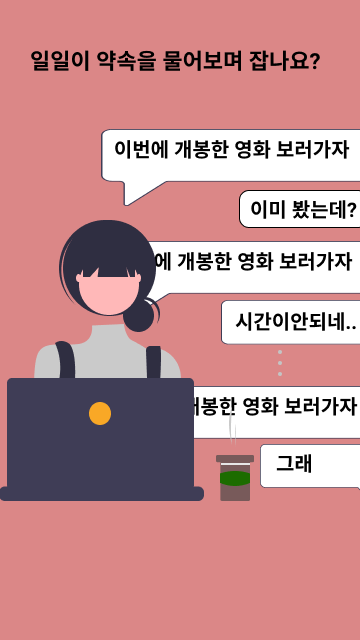 일일이 약속을 물어보며 잡나요?
이번에 개봉한 영화 보러가자
이미 봤는데?
에 개봉한 영화 보러가자
시간이안되네..
개봉한 영화 보러가자
그래